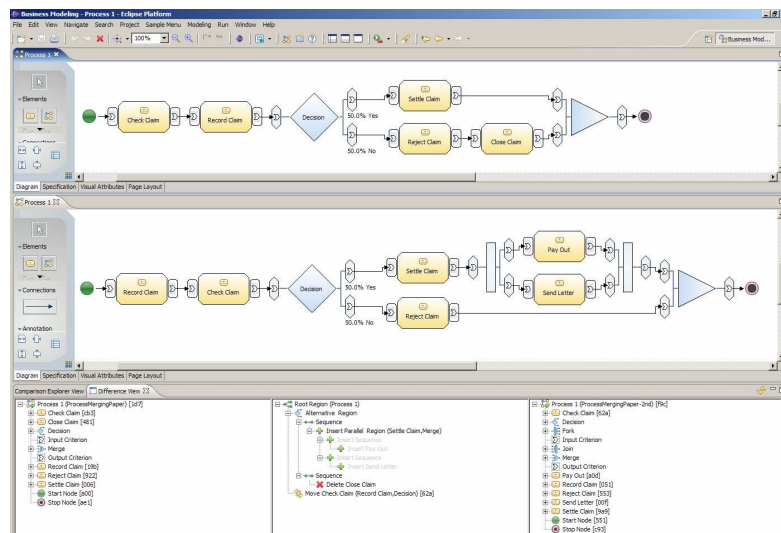 Business Modeling - Process 1 - Eclipse Platform
File Edit View Navigate Search Project Sample Menu Modeling Run Window Help
100%
Business Mod...
Process 1
Elements
Connections
Check Claim
Record Claim
Decision
50.0% Yes
50.0% No
Settle Claim
Reject Claim
Close Claim
Diagram Specification Visual Attributes Page Layout
Process 1
Elements
Connections
Annotation
Record Claim
Check Claim
Decision
50.0% Yes
50.0% No
Settle Claim
Reject Claim
Pay Out
Send Letter
Diagram Specification Visual Attributes Page Layout
Comparison Explorer View Difference View
Process 1 (ProcessMergingPaper) [1d7]
Check Claim [cb3]
Close Claim [481]
Decision
Input Criterion
Merge
Output Criterion
Record Claim [19b]
Reject Claim [922]
Settle Claim [006]
Start Node [a00]
Stop Node [ae1]
Root Region (Process 1)
Alternative Region
Sequence
Insert Parallel Region (Settle Claim,Merge)
Insert Sequence
Insert Pay Out
Insert Sequence
Insert Send Letter
Sequence
Delete Close Claim
Move Check Claim (Record Claim,Decision) [62a]
Process 1 (ProcessMergingPaper-2nd) [f9c]
Check Claim [62a]
Decision
Fork
Input Criterion
Join
Merge
Output Criterion
Pay Out [a0d]
Record Claim [051]
Reject Claim [553]
Send Letter [00f]
Settle Claim [9a9]
Start Node [551]
Stop Node [c93]